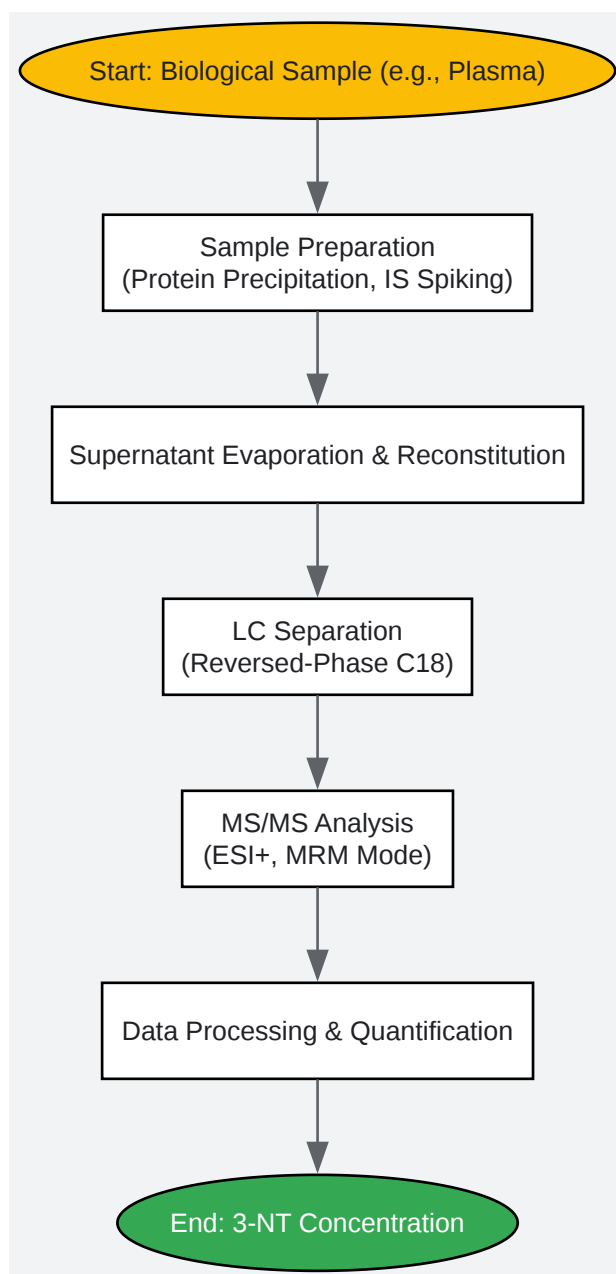 Start: Biological Sample (e.g., Plasma)
Sample Preparation
(Protein Precipitation, IS Spiking)
Supernatant Evaporation & Reconstitution
LC Separation
(Reversed-Phase C18)
MS/MS Analysis
(ESI+, MRM Mode)
Data Processing & Quantification
End: 3-NT Concentration